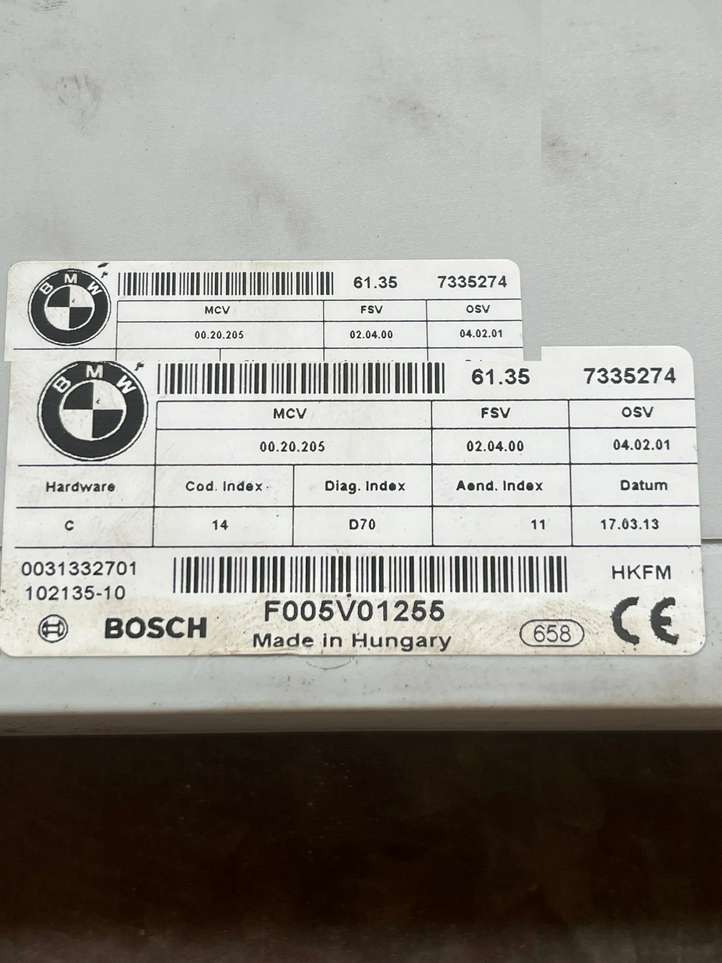 BMW 61.35 7335274
MCV FSV OSV
00.20.205 02.04.00 04.02.01
BMW 61.35 7335274
MCV FSV OSV
00.20.205 02.04.00 04.02.01
Hardware Cod. Index Diag. Index Aend. Index Datum
C 14 D70 11 17.03.13
0031332701 HKFM
102135-10 F005V01255
BOSCH Made in Hungary 658 CE